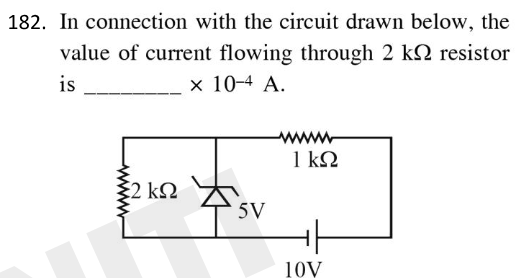 182. In connection with the circuit drawn below, the
value of current flowing through 2 kΩ resistor
is ________ × 10–4 A.
1 kΩ
2 kΩ
5V
10V